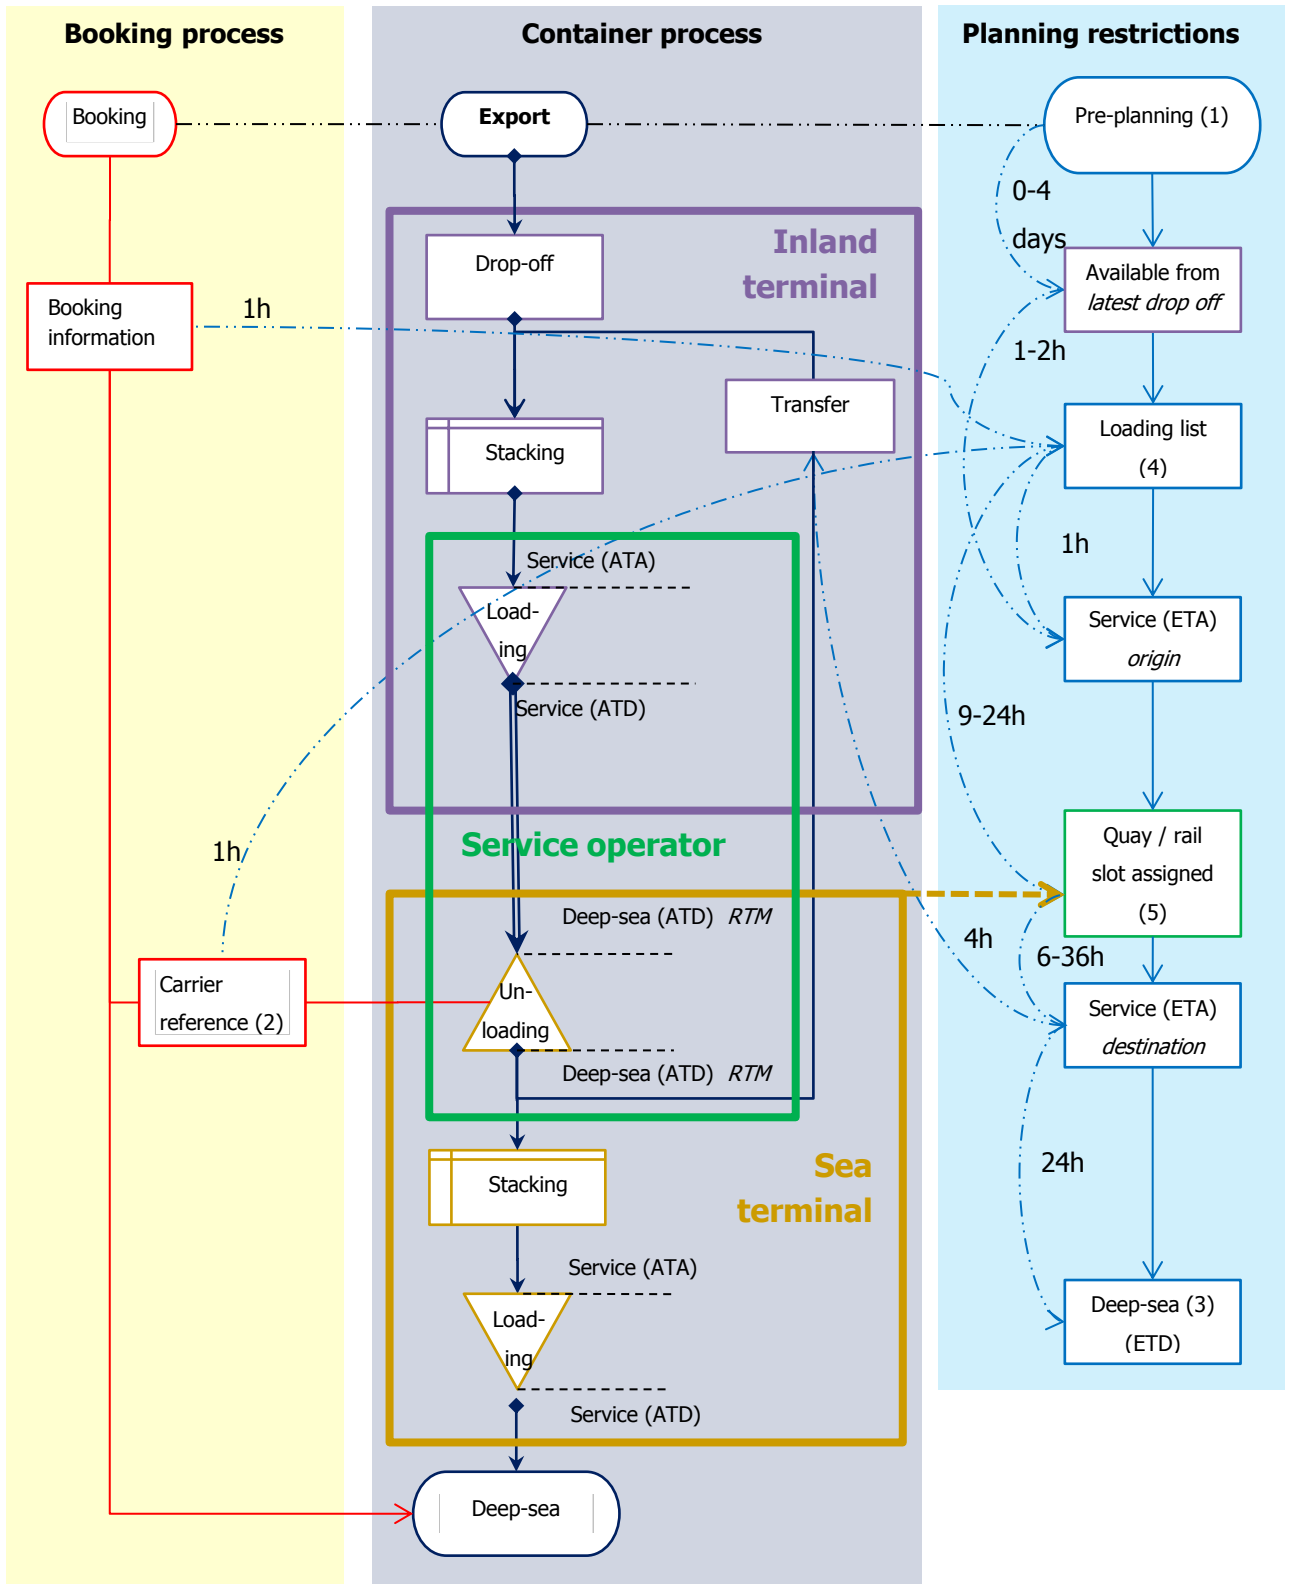 Booking process
Container process
Planning restrictions
Booking
Export
Pre-planning (1)
0-4
days
Inland
terminal
Drop-off
Available from
latest drop off
Booking
information
1h
1-2h
Transfer
Loading list
(4)
Stacking
1h
Service (ATA)
Load-
ing
Service (ETA)
origin
Service (ATD)
9-24h
Service operator
1h
Quay / rail
slot assigned
(5)
Deep-sea (ATD) RTM
4h
6-36h
Carrier
reference (2)
Un-
loading
Service (ETA)
destination
Deep-sea (ATD) RTM
Sea
terminal
24h
Stacking
Service (ATA)
Load-
ing
Deep-sea (3)
(ETD)
Service (ATD)
Deep-sea